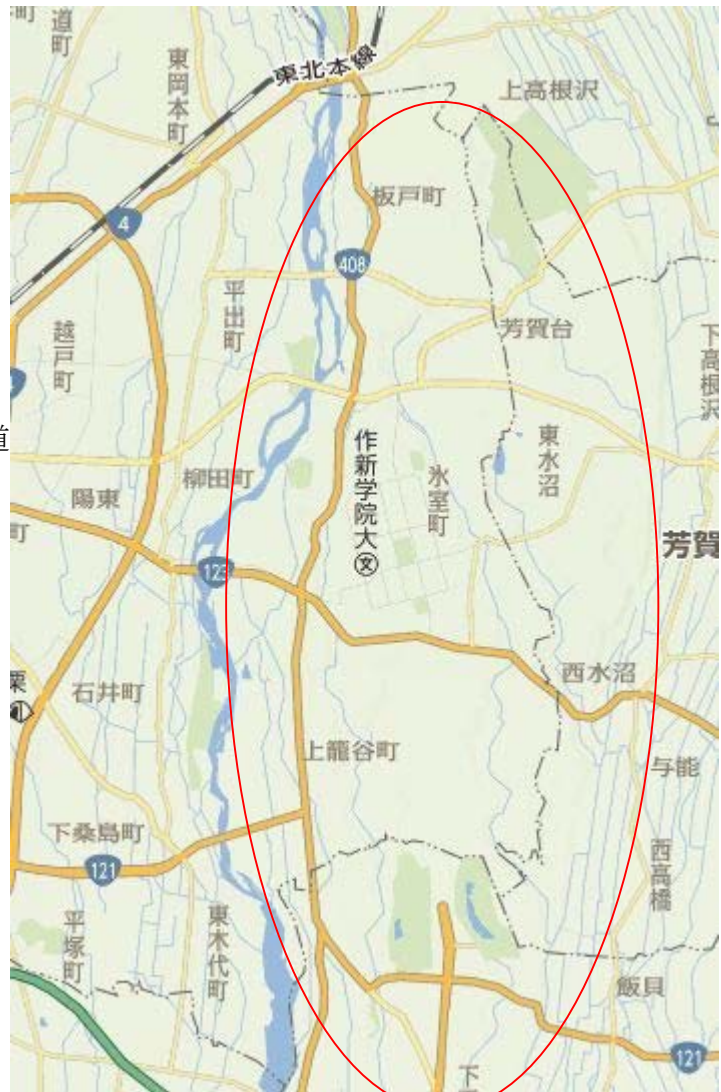 道町
東岡本町
東北本線
上高根沢
板戸町
4
408
平出町
越戸町
芳賀台
下高根沢
道
作新学院大
文
氷室町
東水沼
柳田町
陽東
町
芳賀
123
西水沼
石井町
上籠谷町
与能
下桑島町
121
西高橋
東木代町
平塚町
飯貝
121
下